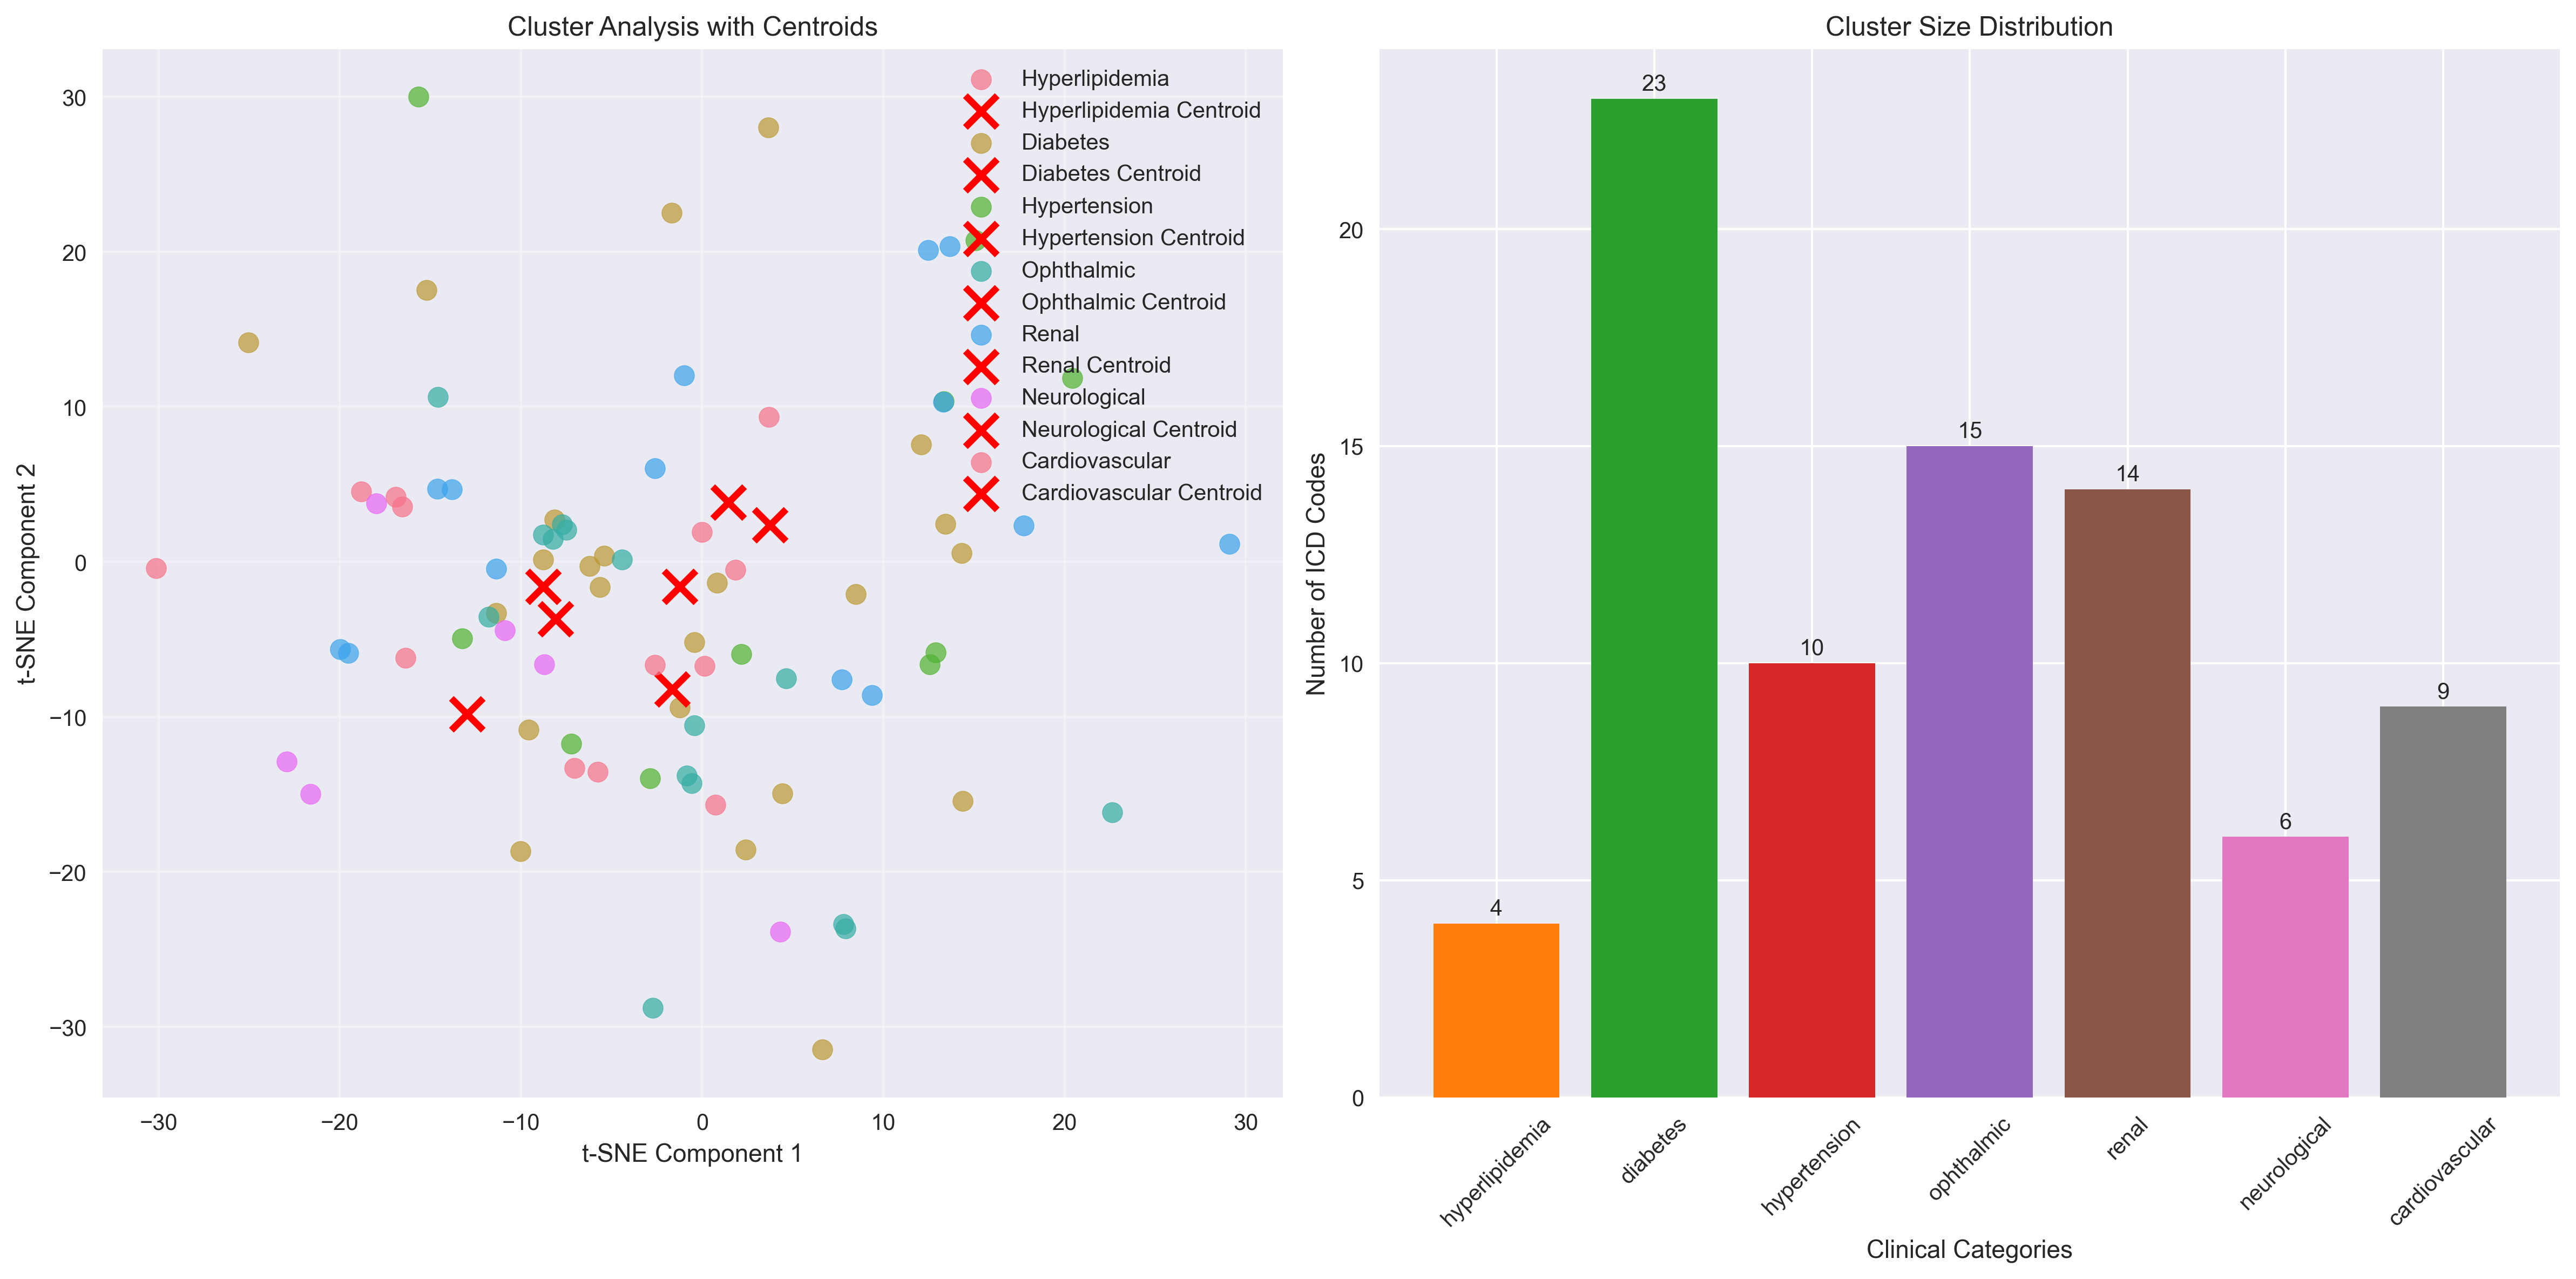 Cluster Analysis with Centroids
t-SNE Component 2
30
20
10
0
−10
−20
−30
−30
−20
−10
0
10
20
30
t-SNE Component 1
Hyperlipidemia
Hyperlipidemia Centroid
Diabetes
Diabetes Centroid
Hypertension
Hypertension Centroid
Ophthalmic
Ophthalmic Centroid
Renal
Renal Centroid
Neurological
Neurological Centroid
Cardiovascular
Cardiovascular Centroid
Cluster Size Distribution
Number of ICD Codes
20
15
10
5
0
4
23
10
15
14
6
9
hyperlipidemia
diabetes
hypertension
ophthalmic
renal
neurological
cardiovascular
Clinical Categories